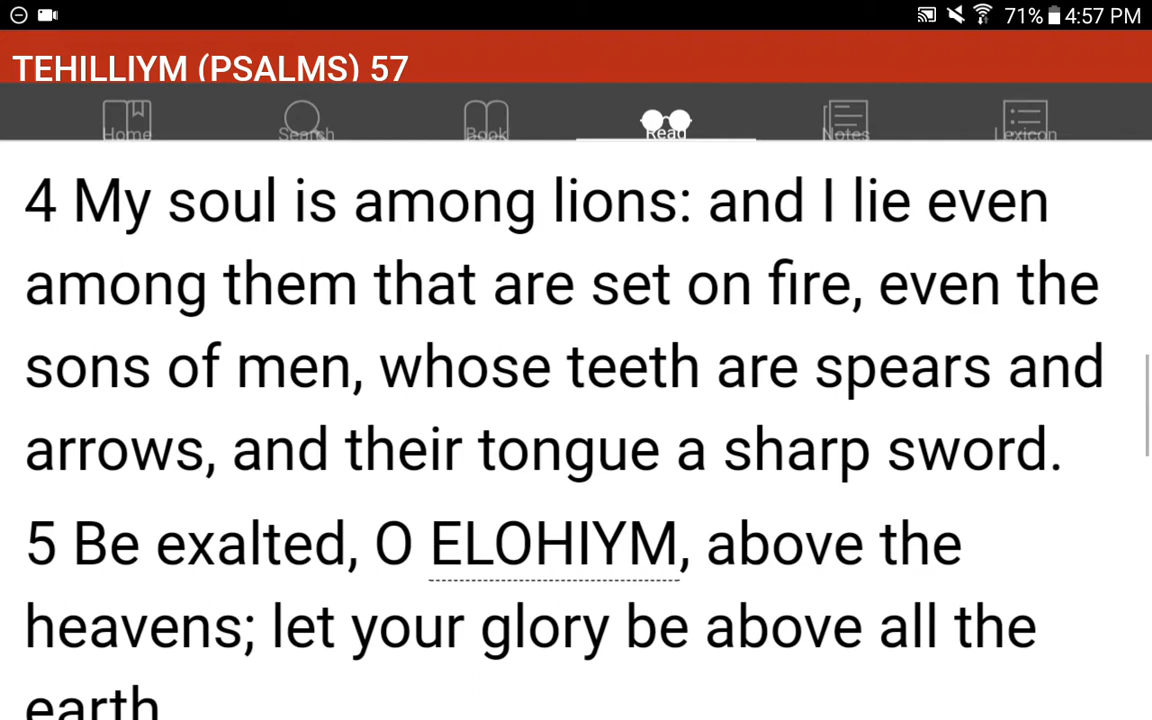 71% 4:57 PM
TEHILLIYM (PSALMS) 57
Home Search Book Read Notes Lexicon
4 My soul is among lions: and I lie even
among them that are set on fire, even the
sons of men, whose teeth are spears and
arrows, and their tongue a sharp sword.
5 Be exalted, O ELOHIYM, above the
heavens; let your glory be above all the
earth